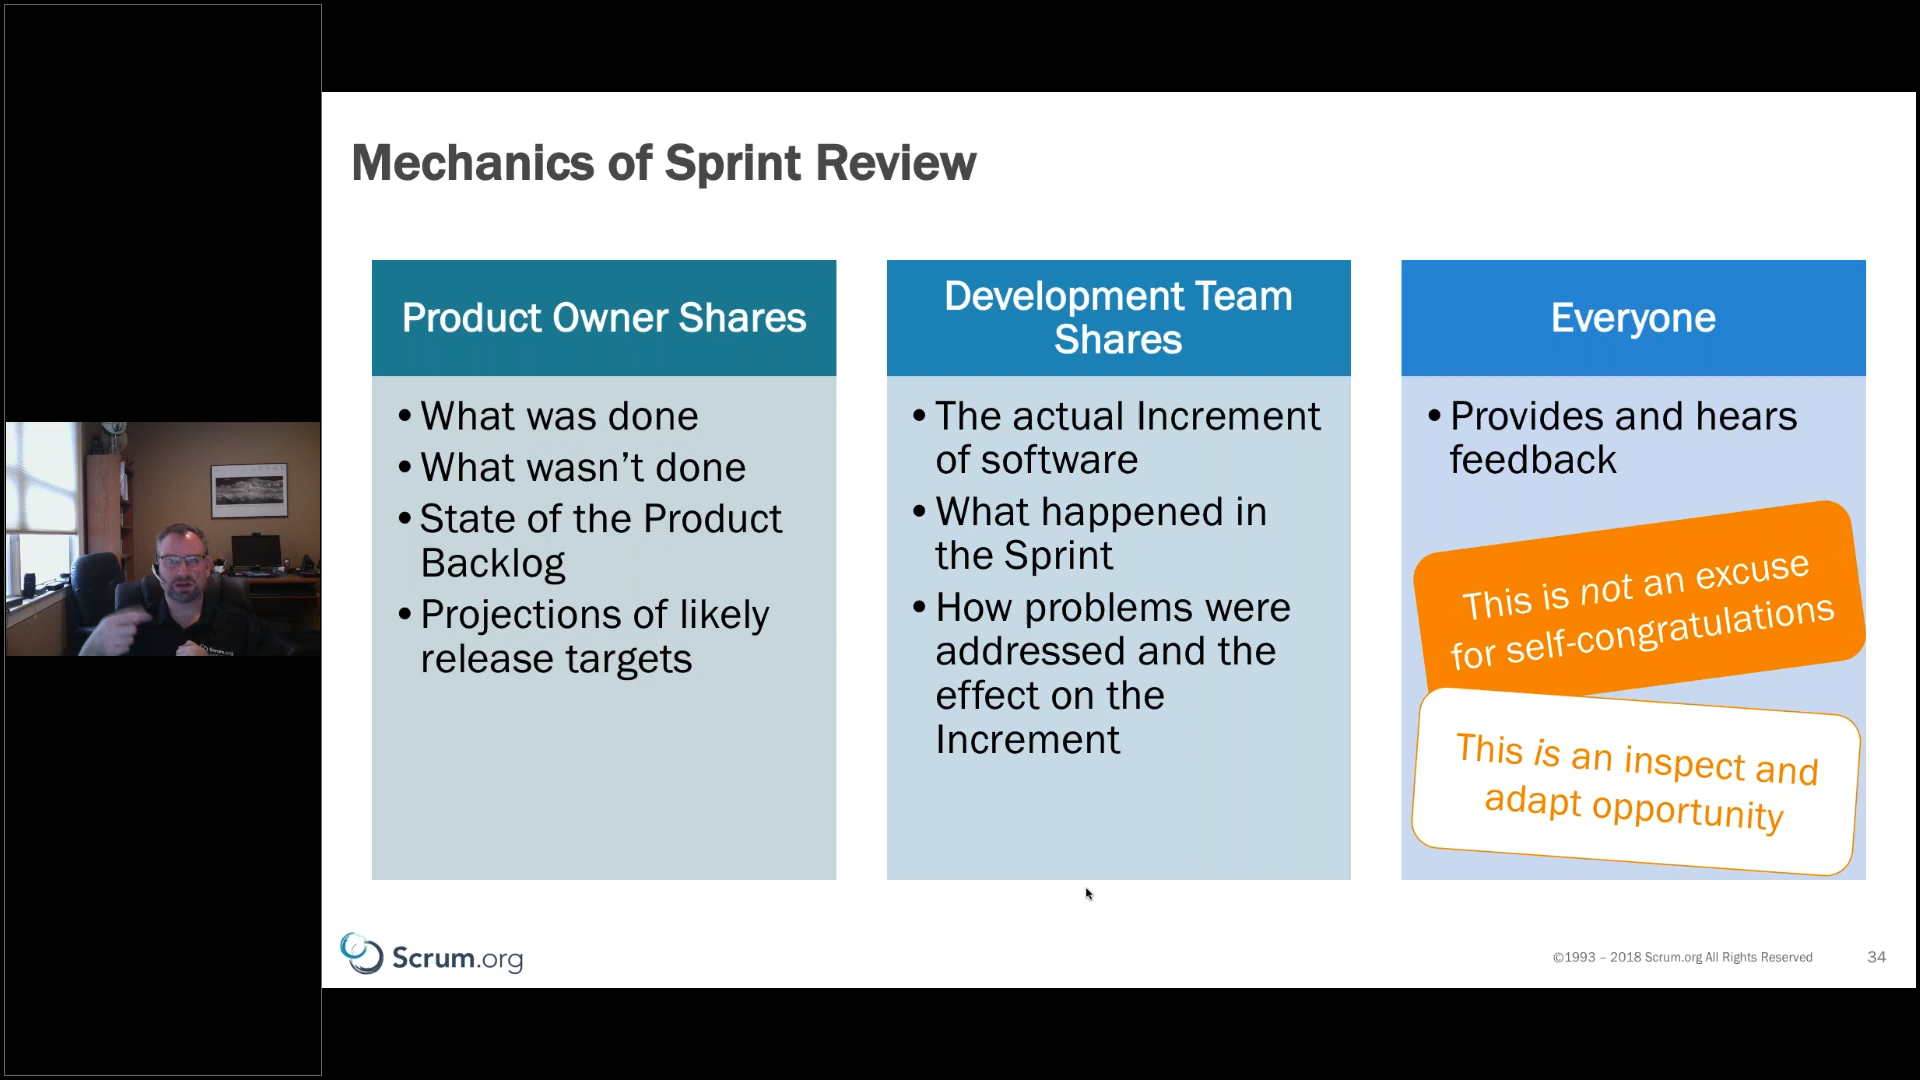 Mechanics of Sprint Review
Product Owner Shares
• What was done
• What wasn’t done
• State of the Product
Backlog
• Projections of likely
release targets
Development Team
Shares
• The actual Increment
of software
• What happened in
the Sprint
• How problems were
addressed and the
effect on the
Increment
Everyone
• Provides and hears
feedback
This is not an excuse
for self-congratulations
This is an inspect and
adapt opportunity
Scrum.org
©1993 – 2018 Scrum.org All Rights Reserved
34
Scrum.org